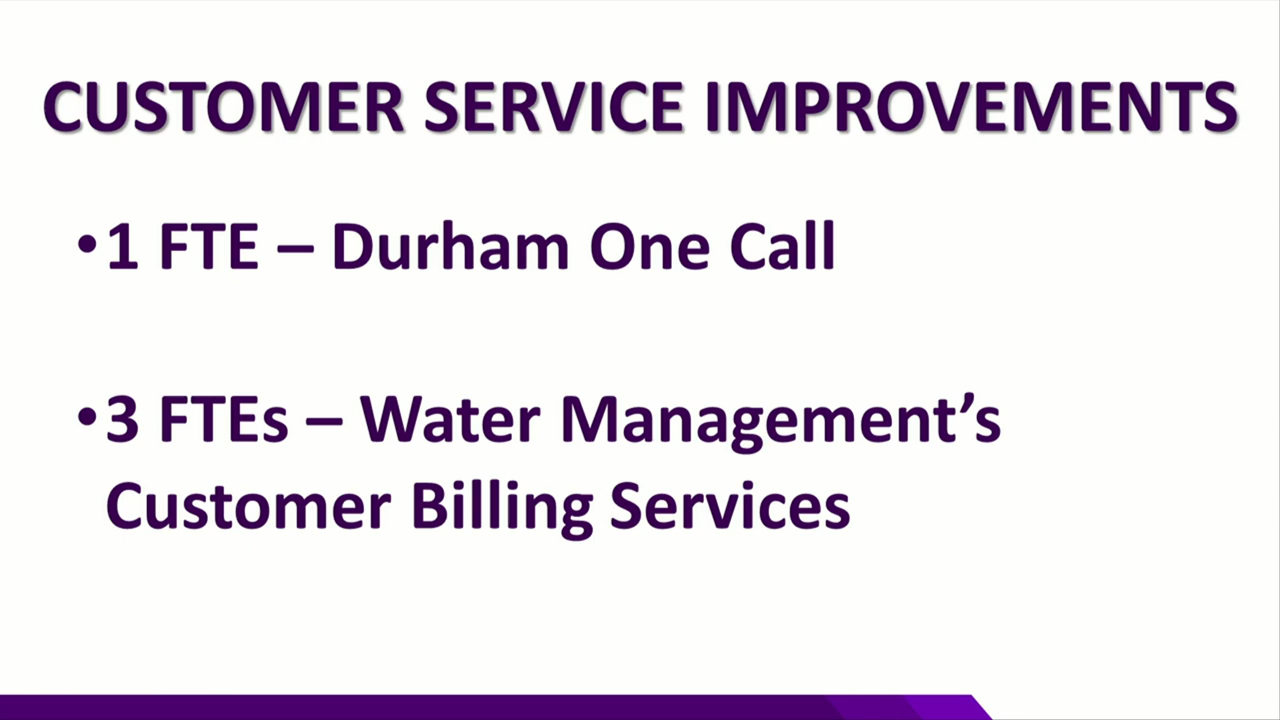 CUSTOMER SERVICE IMPROVEMENTS
•1 FTE – Durham One Call
•3 FTEs – Water Management’s
Customer Billing Services